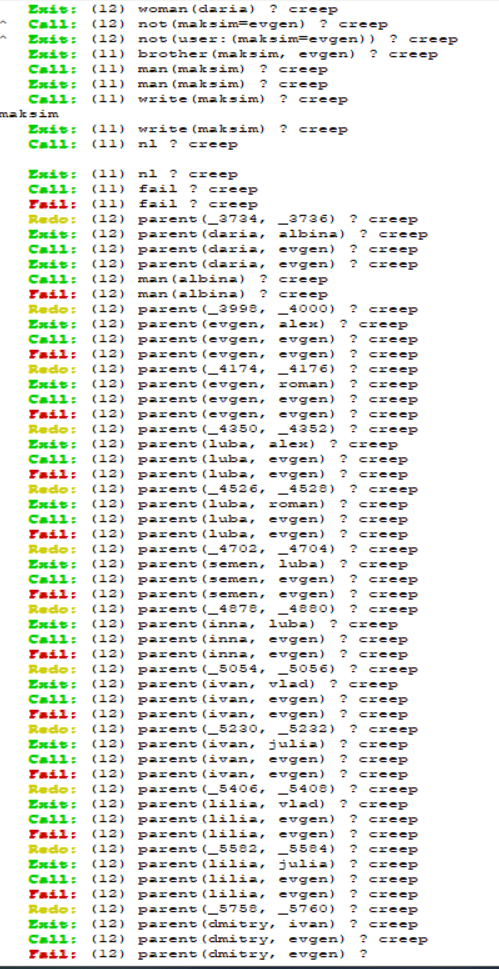 Exit: (12) woman(daria) ? creep
^ Call: (12) not(maksim=evgen) ? creep
^ Exit: (12) not(user:(maksim=evgen)) ? creep
Exit: (11) brother(maksim, evgen) ? creep
Call: (11) man(maksim) ? creep
Exit: (11) man(maksim) ? creep
Call: (11) write(maksim) ? creep
maksim
Exit: (11) write(maksim) ? creep
Call: (11) nl ? creep
Exit: (11) nl ? creep
Call: (11) fail ? creep
Fail: (11) fail ? creep
Redo: (12) parent(_3734, _3736) ? creep
Exit: (12) parent(daria, albina) ? creep
Call: (12) parent(daria, evgen) ? creep
Exit: (12) parent(daria, evgen) ? creep
Call: (12) man(albina) ? creep
Fail: (12) man(albina) ? creep
Redo: (12) parent(_3998, _4000) ? creep
Exit: (12) parent(evgen, alex) ? creep
Call: (12) parent(evgen, evgen) ? creep
Fail: (12) parent(evgen, evgen) ? creep
Redo: (12) parent(_4174, _4176) ? creep
Exit: (12) parent(evgen, roman) ? creep
Call: (12) parent(evgen, evgen) ? creep
Fail: (12) parent(evgen, evgen) ? creep
Redo: (12) parent(_4350, _4352) ? creep
Exit: (12) parent(luba, alex) ? creep
Call: (12) parent(luba, evgen) ? creep
Fail: (12) parent(luba, evgen) ? creep
Redo: (12) parent(_4526, _4528) ? creep
Exit: (12) parent(luba, roman) ? creep
Call: (12) parent(luba, evgen) ? creep
Fail: (12) parent(luba, evgen) ? creep
Redo: (12) parent(_4702, _4704) ? creep
Exit: (12) parent(semen, luba) ? creep
Call: (12) parent(semen, evgen) ? creep
Fail: (12) parent(semen, evgen) ? creep
Redo: (12) parent(_4878, _4880) ? creep
Exit: (12) parent(inna, luba) ? creep
Call: (12) parent(inna, evgen) ? creep
Fail: (12) parent(inna, evgen) ? creep
Redo: (12) parent(_5054, _5056) ? creep
Exit: (12) parent(ivan, vlad) ? creep
Call: (12) parent(ivan, evgen) ? creep
Fail: (12) parent(ivan, evgen) ? creep
Redo: (12) parent(_5230, _5232) ? creep
Exit: (12) parent(ivan, julia) ? creep
Call: (12) parent(ivan, evgen) ? creep
Fail: (12) parent(ivan, evgen) ? creep
Redo: (12) parent(_5406, _5408) ? creep
Exit: (12) parent(lilia, vlad) ? creep
Call: (12) parent(lilia, evgen) ? creep
Fail: (12) parent(lilia, evgen) ? creep
Redo: (12) parent(_5582, _5584) ? creep
Exit: (12) parent(lilia, julia) ? creep
Call: (12) parent(lilia, evgen) ? creep
Fail: (12) parent(lilia, evgen) ? creep
Redo: (12) parent(_5758, _5760) ? creep
Exit: (12) parent(dmitry, ivan) ? creep
Call: (12) parent(dmitry, evgen) ? creep
Fail: (12) parent(dmitry, evgen) ?